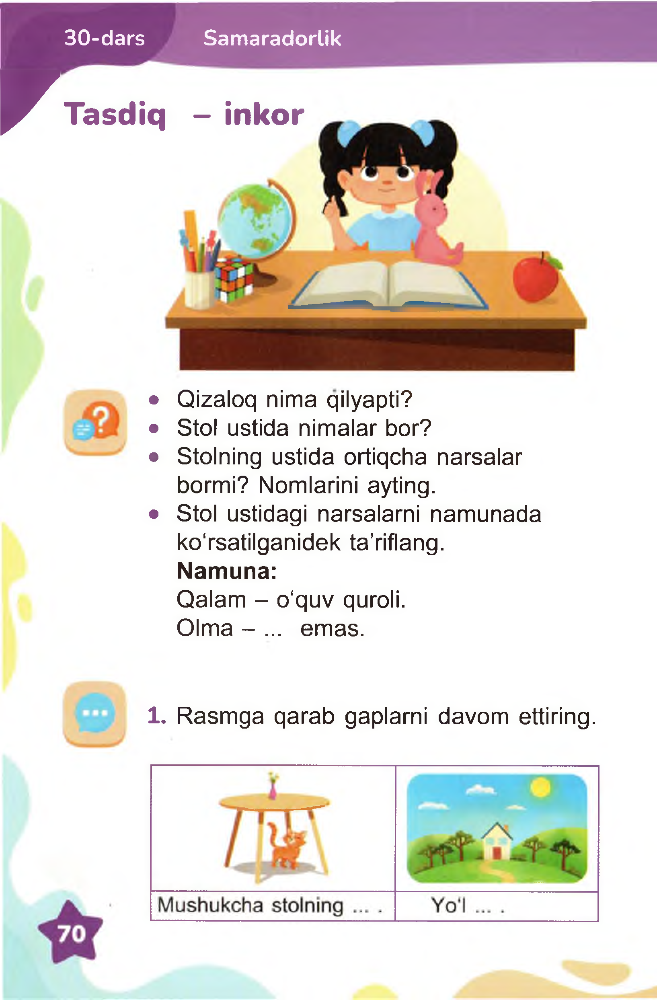 30-dars Samaradorlik
Tasdiq – inkor
• Qizaloq nima qilyapti?
• Stol ustida nimalar bor?
• Stolning ustida ortiqcha narsalar
bormi? Nomlarini ayting.
• Stol ustidagi narsalarni namunada
ko‘rsatilganidek ta’riflang.
Namuna:
Qalam – o‘quv quroli.
Olma – ... emas.
1. Rasmga qarab gaplarni davom ettiring.
Mushukcha stolning ... .
Yo‘l ... .
70